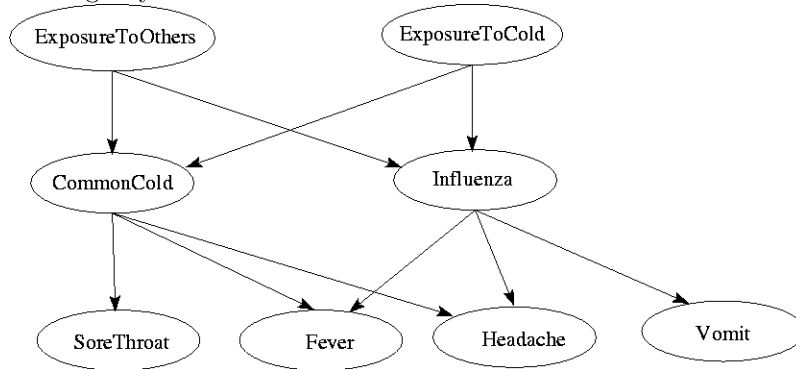 ExposureToOthers
ExposureToCold
CommonCold
Influenza
SoreThroat
Fever
Headache
Vomit